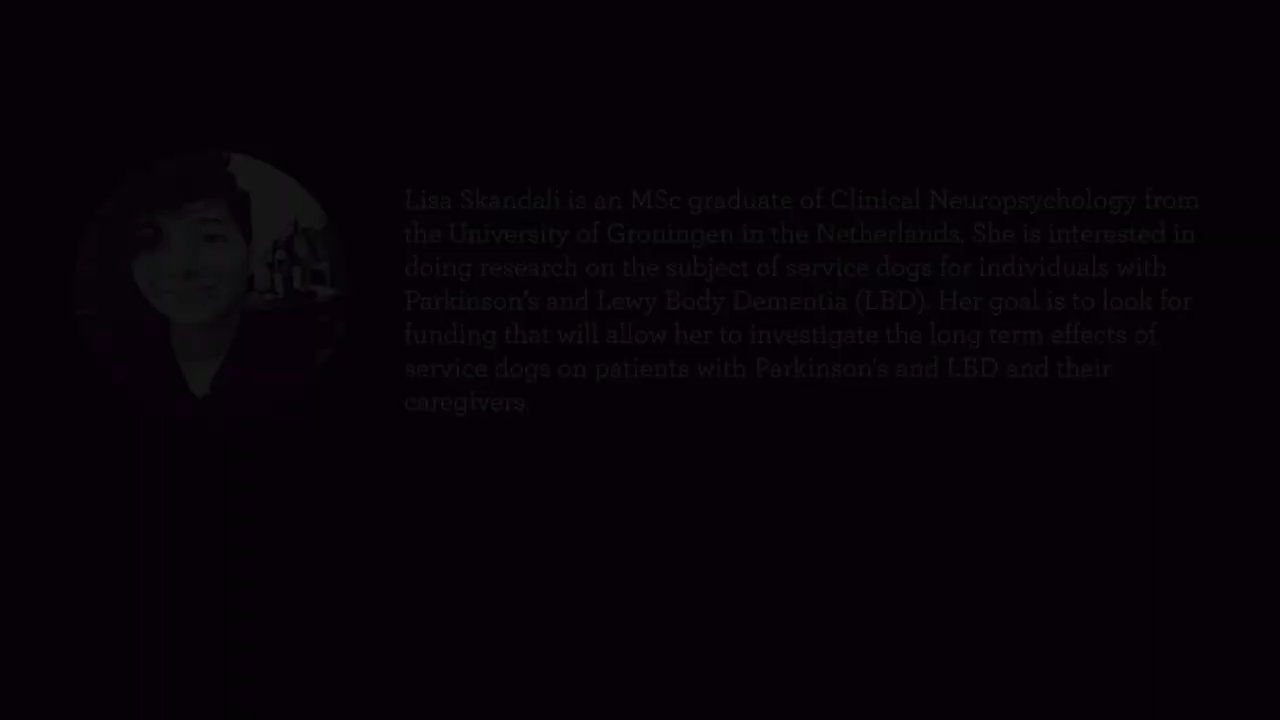 Lisa Skandali is an MSc graduate of Clinical Neuropsychology from
the University of Groningen in the Netherlands. She is interested in
doing research on the subject of service dogs for individuals with
Parkinson's and Lewy Body Dementia (LBD). Her goal is to look for
funding that will allow her to investigate the long term effects of
service dogs on patients with Parkinson's and LBD and their
caregivers.